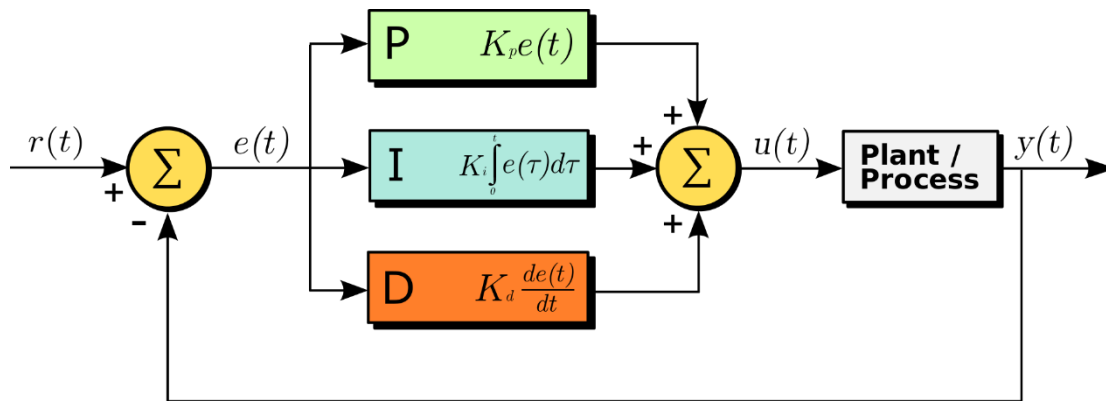 P K_p e(t)
r(t)
+
-
Σ
e(t)
I K_i ∫_0^t e(τ)dτ
D K_d de(t)/dt
+
+
+
Σ
u(t)
Plant /
Process
y(t)